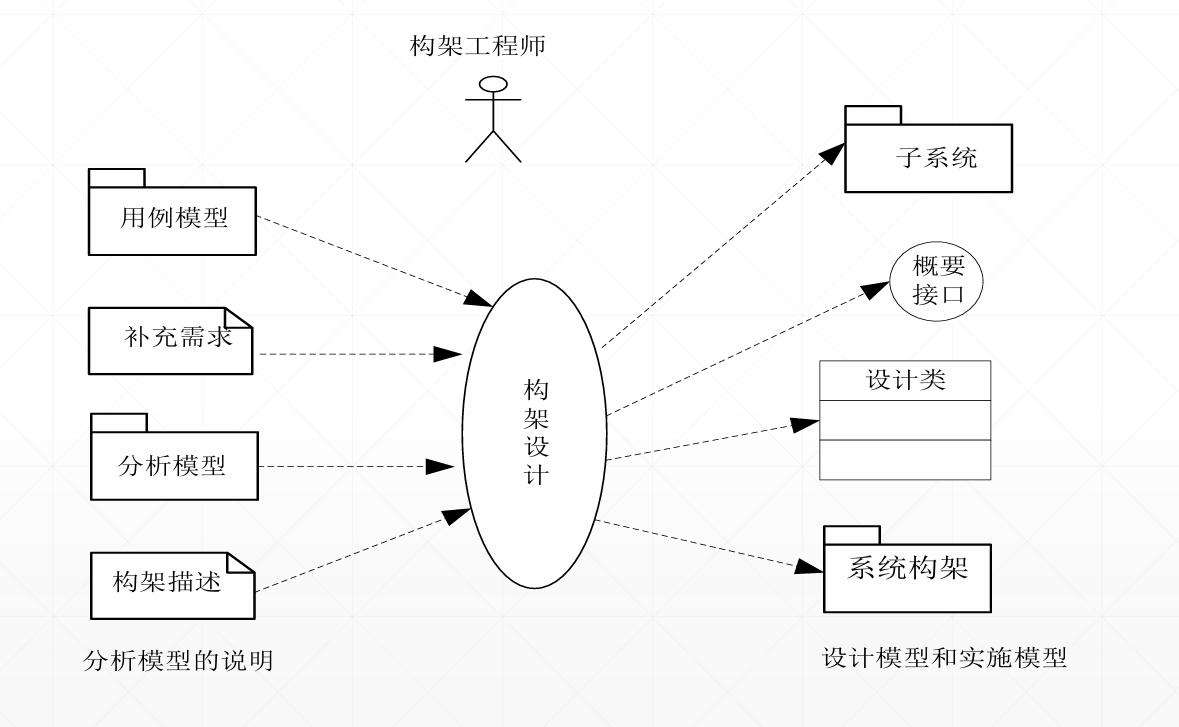 构架工程师
用例模型
补充需求
分析模型
构架描述
分析模型的说明
构
架
设
计
子系统
概要
接口
设计类
系统构架
设计模型和实施模型